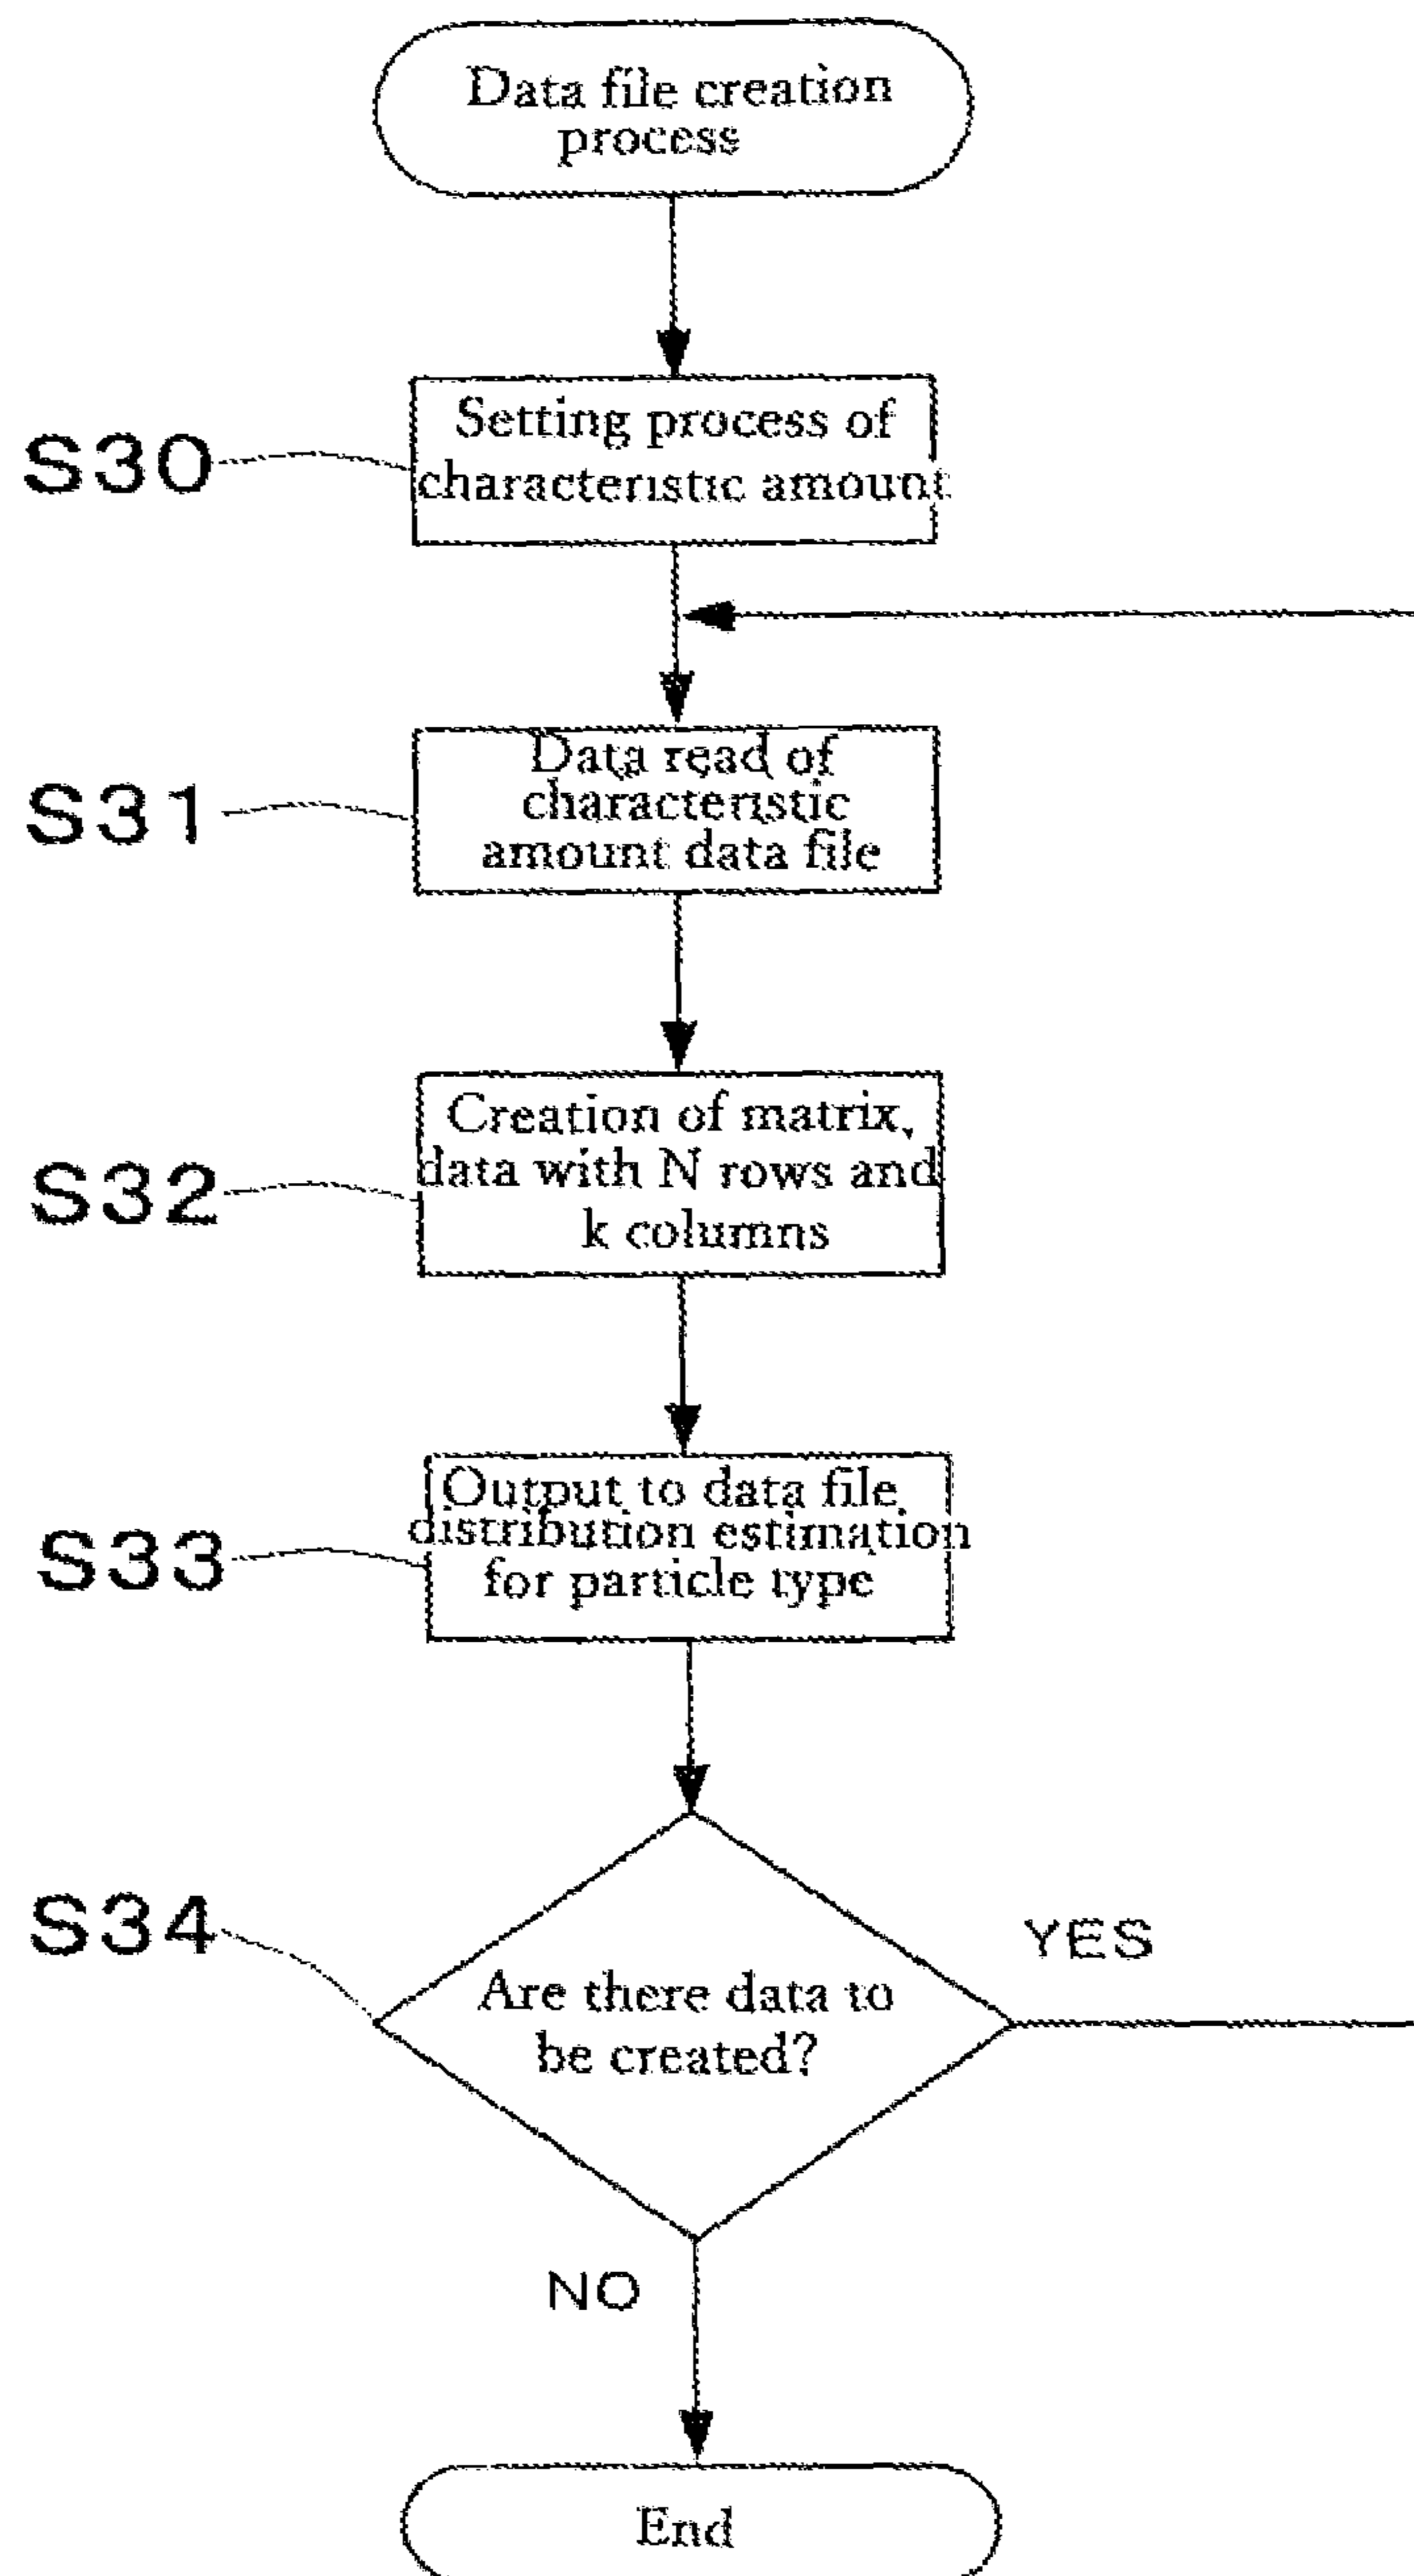 Data file creation
process
S30
Setting process of
characteristic amount
S31
Data read of
characteristic
amount data file
S32
Creation of matrix
data with N rows and
k columns
S33
Output to data file
distribution estimation
for particle type
S34
Are there data to
be created?
YES
NO
End